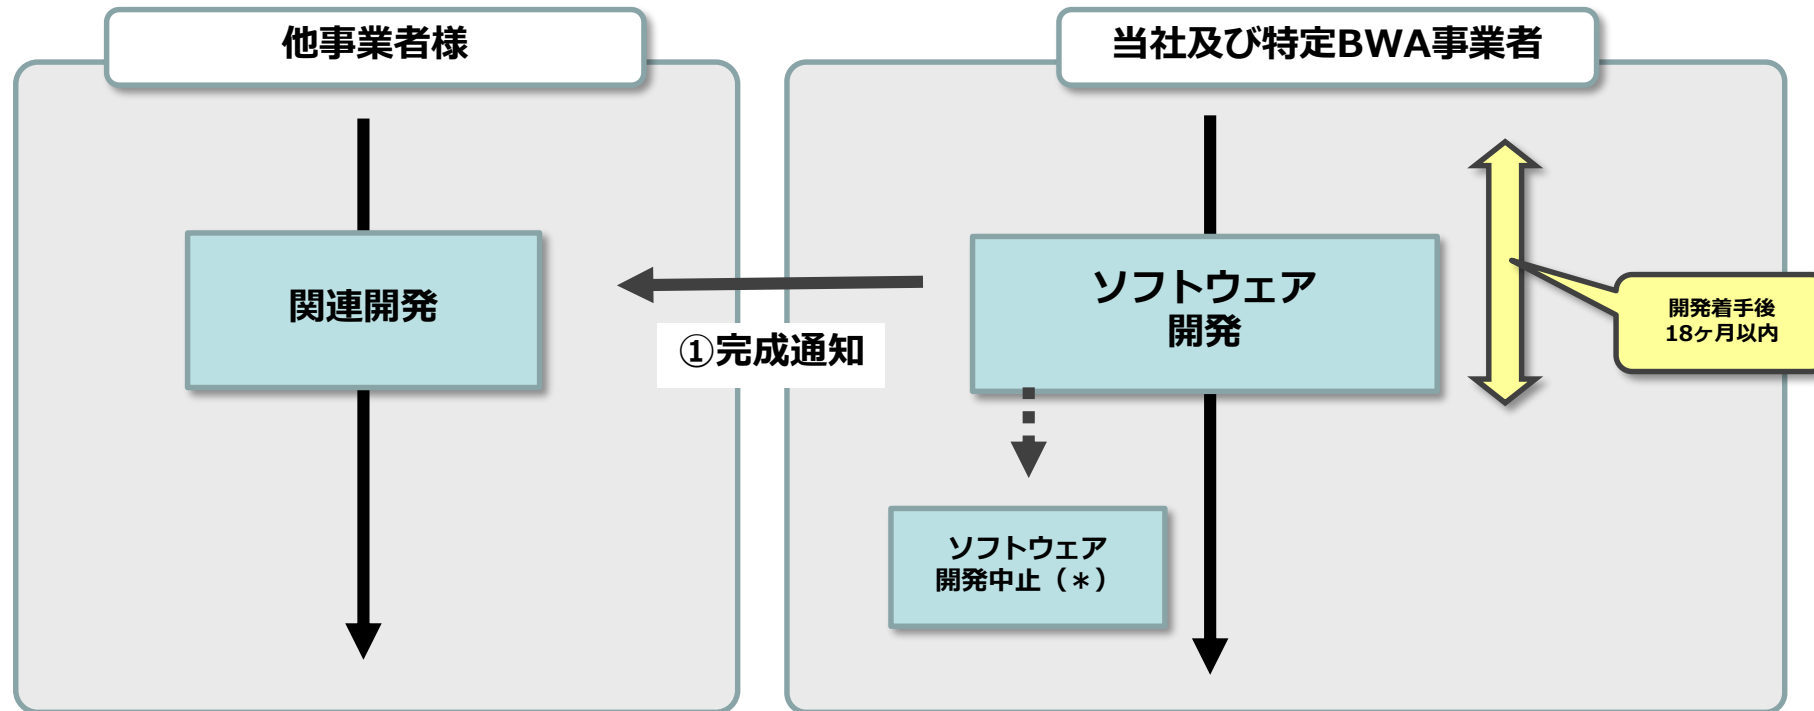 他事業者様
当社及び特定BWA事業者
関連開発
①完成通知
ソフトウェア
開発
開発着手後
18ヶ月以内
ソフトウェア
開発中止（＊）